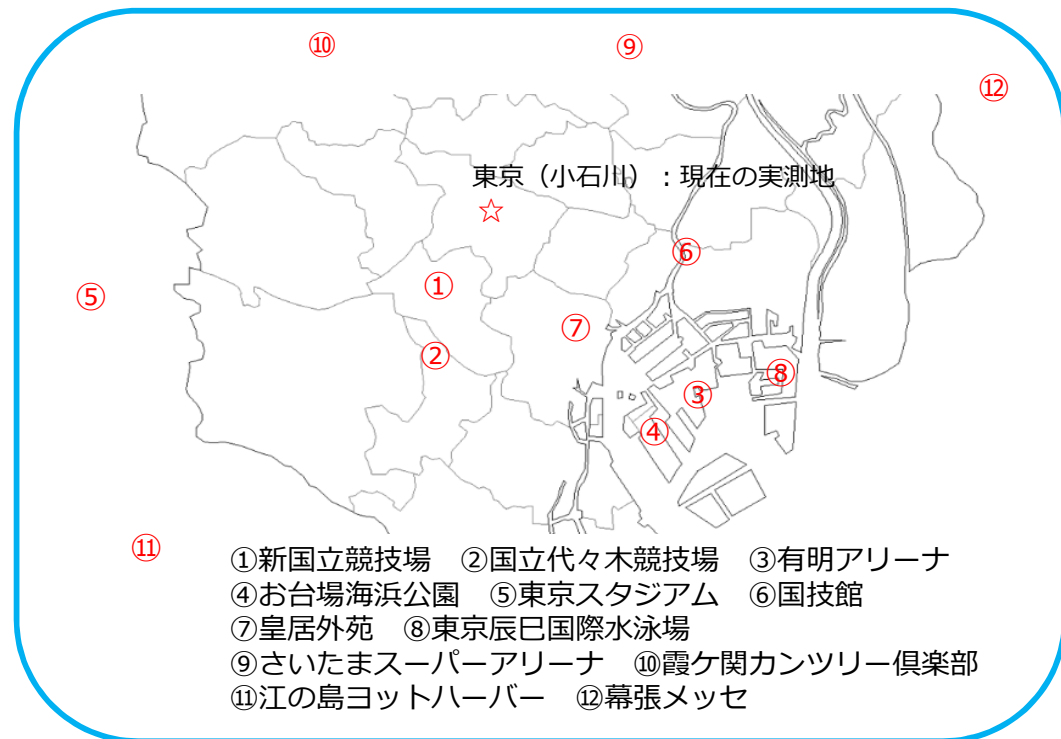 ⑩
⑨
⑫
東京（小石川）：現在の実測地
☆
⑥
①
⑤
⑦
②
⑧
③
④
⑪
①新国立競技場　②国立代々木競技場　③有明アリーナ
④お台場海浜公園　⑤東京スタジアム　⑥国技館
⑦皇居外苑　⑧東京辰巳国際水泳場
⑨さいたまスーパーアリーナ　⑩霞ケ関カンツリー倶楽部
⑪江の島ヨットハーバー　⑫幕張メッセ